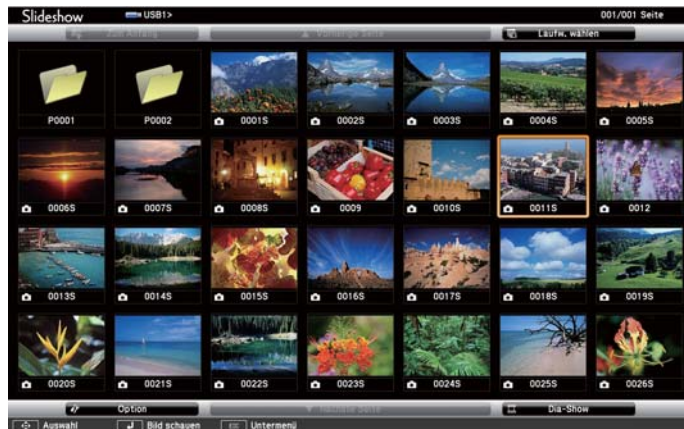 Slideshow USB1> 001/001 Seite
Zum Anfang Vorherige Seite Laufw. wählen
P0001 P0002 0001S 0002S 0003S 0004S 0005S
0006S 0007S 0008S 0009 0010S 0011S 0012
0013S 0014S 0015S 0016S 0017S 0018S 0019S
0020S 0021S 0022S 0023S 0024S 0025S 0026S
Option Nächste Seite Dia-Show
Auswahl Bild schauen ESC Untermenü